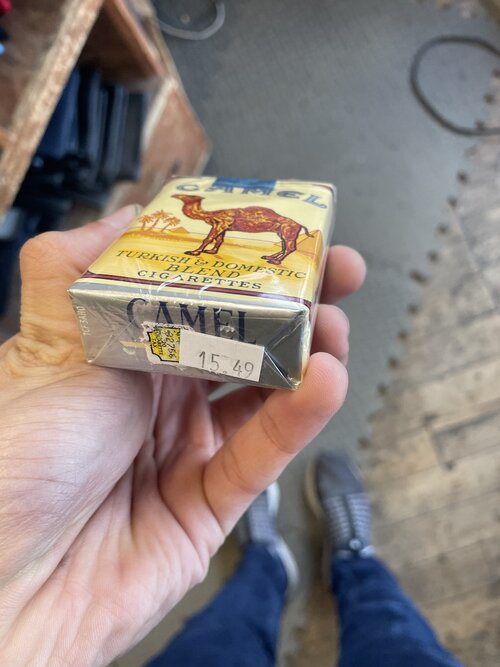 CAMEL
TURKISH & DOMESTIC
BLEND
CIGARETTES
CAMEL
15.49